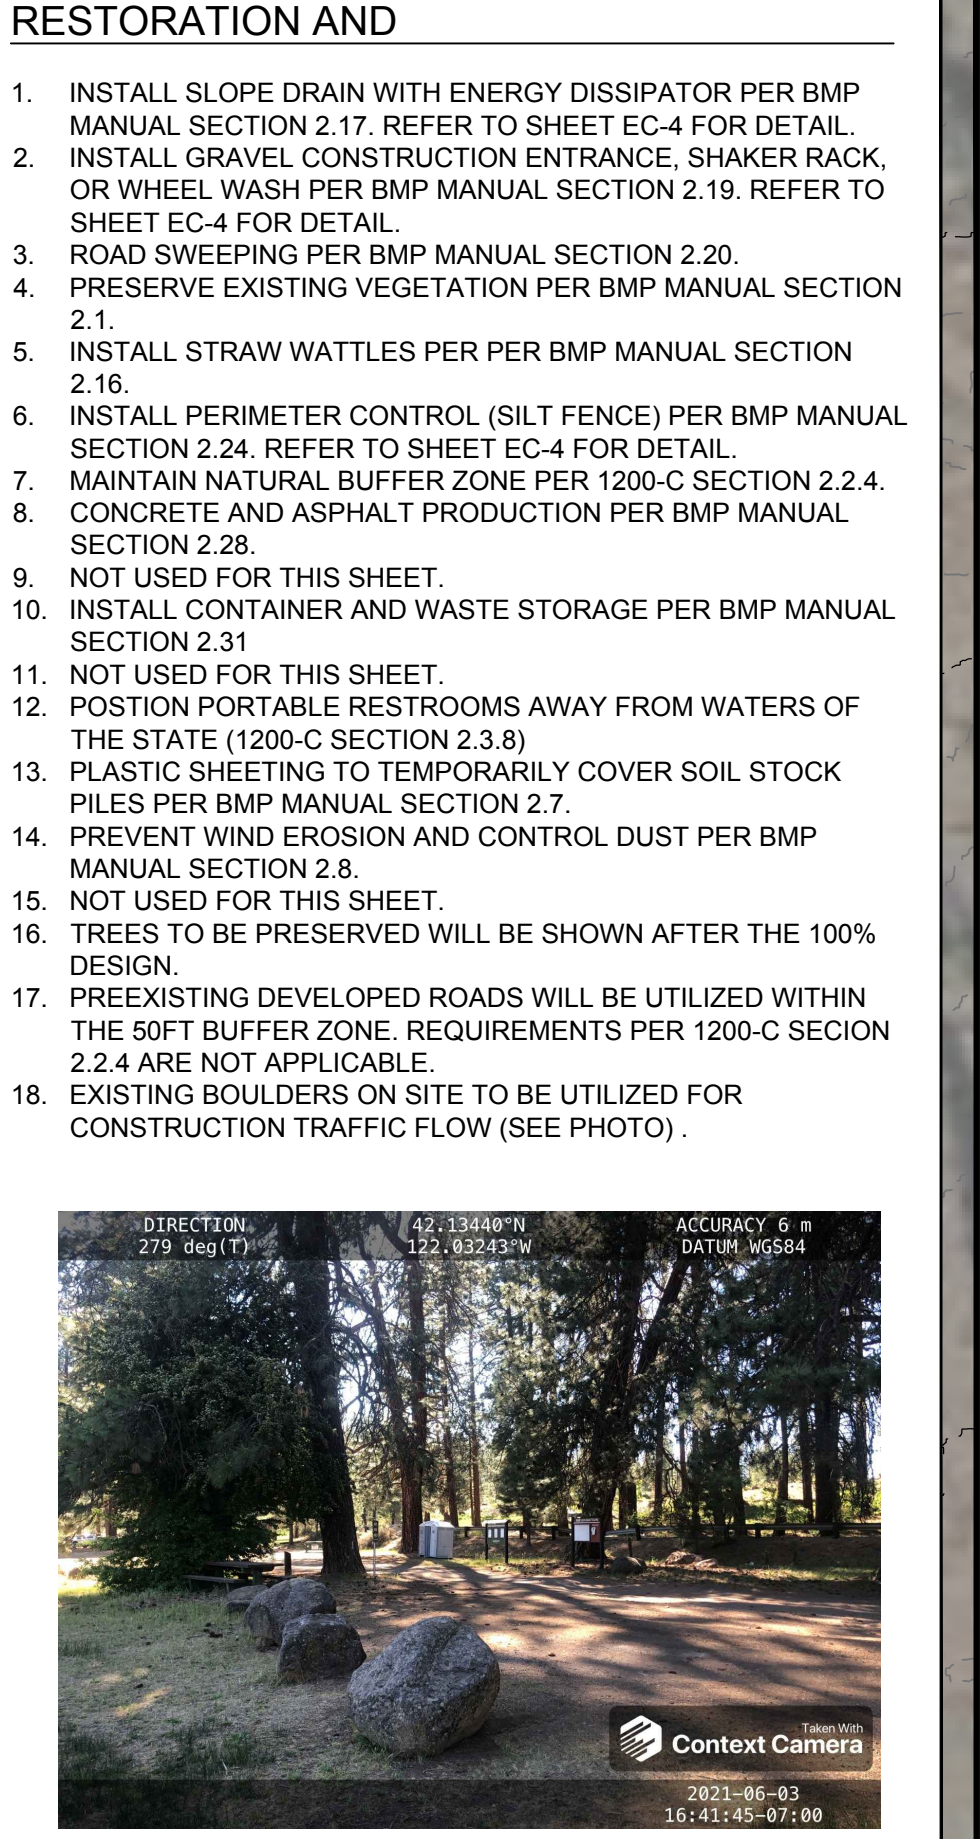 RESTORATION AND
1. INSTALL SLOPE DRAIN WITH ENERGY DISSIPATOR PER BMP
MANUAL SECTION 2.17. REFER TO SHEET EC-4 FOR DETAIL.
2. INSTALL GRAVEL CONSTRUCTION ENTRANCE, SHAKER RACK,
OR WHEEL WASH PER BMP MANUAL SECTION 2.19. REFER TO
SHEET EC-4 FOR DETAIL.
3. ROAD SWEEPING PER BMP MANUAL SECTION 2.20.
4. PRESERVE EXISTING VEGETATION PER BMP MANUAL SECTION
2.1.
5. INSTALL STRAW WATTLES PER PER BMP MANUAL SECTION
2.16.
6. INSTALL PERIMETER CONTROL (SILT FENCE) PER BMP MANUAL
SECTION 2.24. REFER TO SHEET EC-4 FOR DETAIL.
7. MAINTAIN NATURAL BUFFER ZONE PER 1200-C SECTION 2.2.4.
8. CONCRETE AND ASPHALT PRODUCTION PER BMP MANUAL
SECTION 2.28.
9. NOT USED FOR THIS SHEET.
10. INSTALL CONTAINER AND WASTE STORAGE PER BMP MANUAL
SECTION 2.31
11. NOT USED FOR THIS SHEET.
12. POSTION PORTABLE RESTROOMS AWAY FROM WATERS OF
THE STATE (1200-C SECTION 2.3.8)
13. PLASTIC SHEETING TO TEMPORARILY COVER SOIL STOCK
PILES PER BMP MANUAL SECTION 2.7.
14. PREVENT WIND EROSION AND CONTROL DUST PER BMP
MANUAL SECTION 2.8.
15. NOT USED FOR THIS SHEET.
16. TREES TO BE PRESERVED WILL BE SHOWN AFTER THE 100%
DESIGN.
17. PREEXISTING DEVELOPED ROADS WILL BE UTILIZED WITHIN
THE 50FT BUFFER ZONE. REQUIREMENTS PER 1200-C SECION
2.2.4 ARE NOT APPLICABLE.
18. EXISTING BOULDERS ON SITE TO BE UTILIZED FOR
CONSTRUCTION TRAFFIC FLOW (SEE PHOTO) .
DIRECTION
279 deg(T)
42.13440°N
122.03243°W
ACCURACY 6 m
DATUM WGS84
Taken With
Context Camera
2021-06-03
16:41:45-07:00